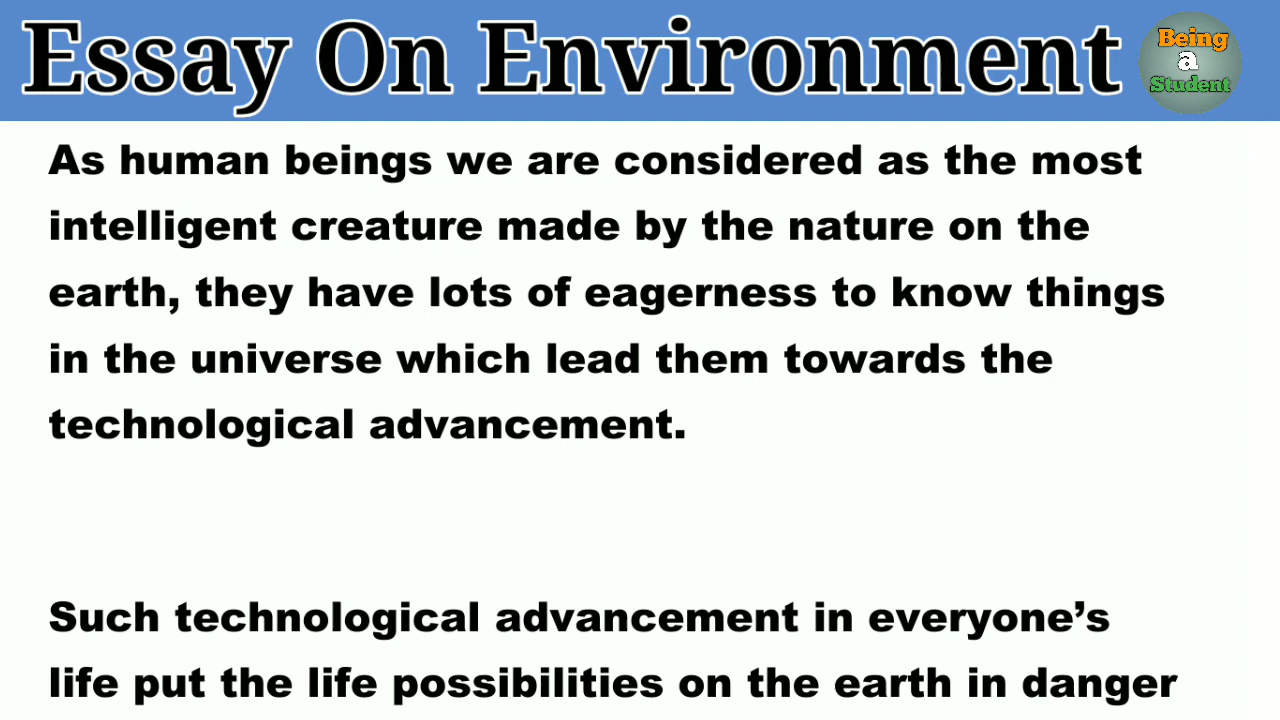 Essay On Environment
Being
a
Student
As human beings we are considered as the most
intelligent creature made by the nature on the
earth, they have lots of eagerness to know things
in the universe which lead them towards the
technological advancement.
Such technological advancement in everyone’s
life put the life possibilities on the earth in danger